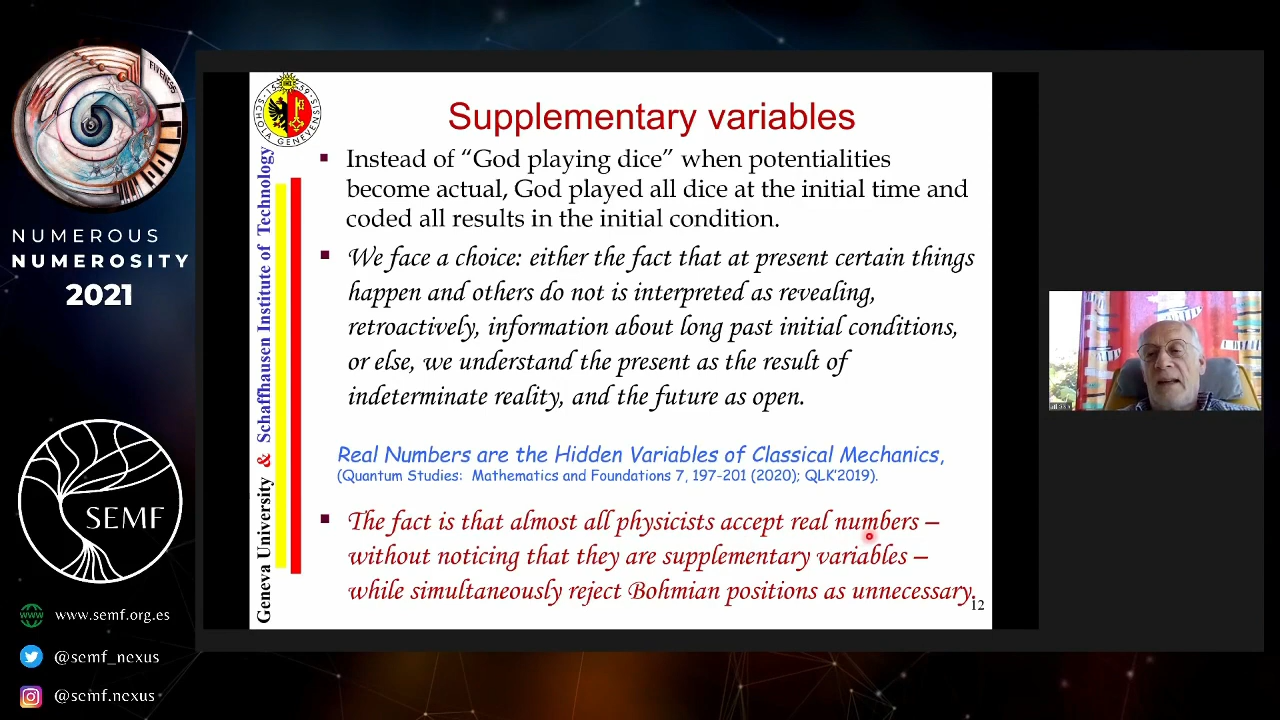 FIVENESS
NUMEROUS
NUMEROSITY
2021
SEMF
www.semf.org.es
@semf_nexus
@semf.nexus
SCHOLA GENEVENSIS
1559
Geneva University & Schaffhausen Institute of Technology
Supplementary variables
Instead of “God playing dice” when potentialities
become actual, God played all dice at the initial time and
coded all results in the initial condition.
We face a choice: either the fact that at present certain things
happen and others do not is interpreted as revealing,
retroactively, information about long past initial conditions,
or else, we understand the present as the result of
indeterminate reality, and the future as open.
Real Numbers are the Hidden Variables of Classical Mechanics,
(Quantum Studies: Mathematics and Foundations 7, 197-201 (2020); QLK’2019).
The fact is that almost all physicists accept real numbers –
without noticing that they are supplementary variables –
while simultaneously reject Bohmian positions as unnecessary.
12